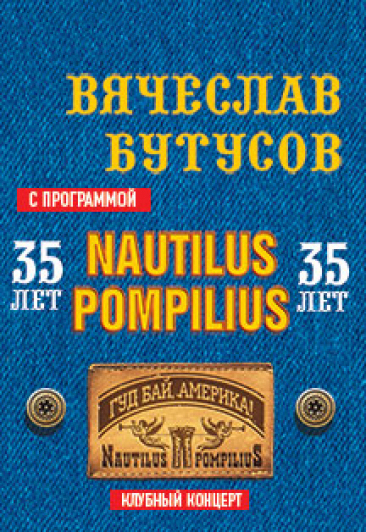 ВЯЧЕСЛАВ
БУТУСОВ
С ПРОГРАММОЙ
35 ЛЕТ
NAUTILUS
POMPILIUS
35 ЛЕТ
ГУД БАЙ, АМЕРИКА!
NAUTILUS POMPILIUS
КЛУБНЫЙ КОНЦЕРТ